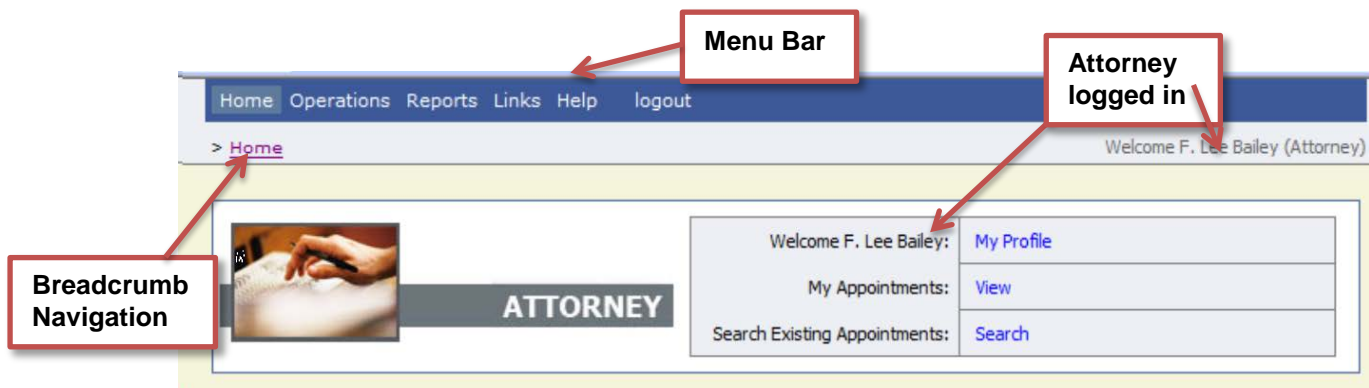 Menu Bar
Attorney
logged in
Home Operations Reports Links Help logout
> Home
Welcome F. Lee Bailey (Attorney)
Breadcrumb
Navigation
ATTORNEY
Welcome F. Lee Bailey: My Profile
My Appointments: View
Search Existing Appointments: Search